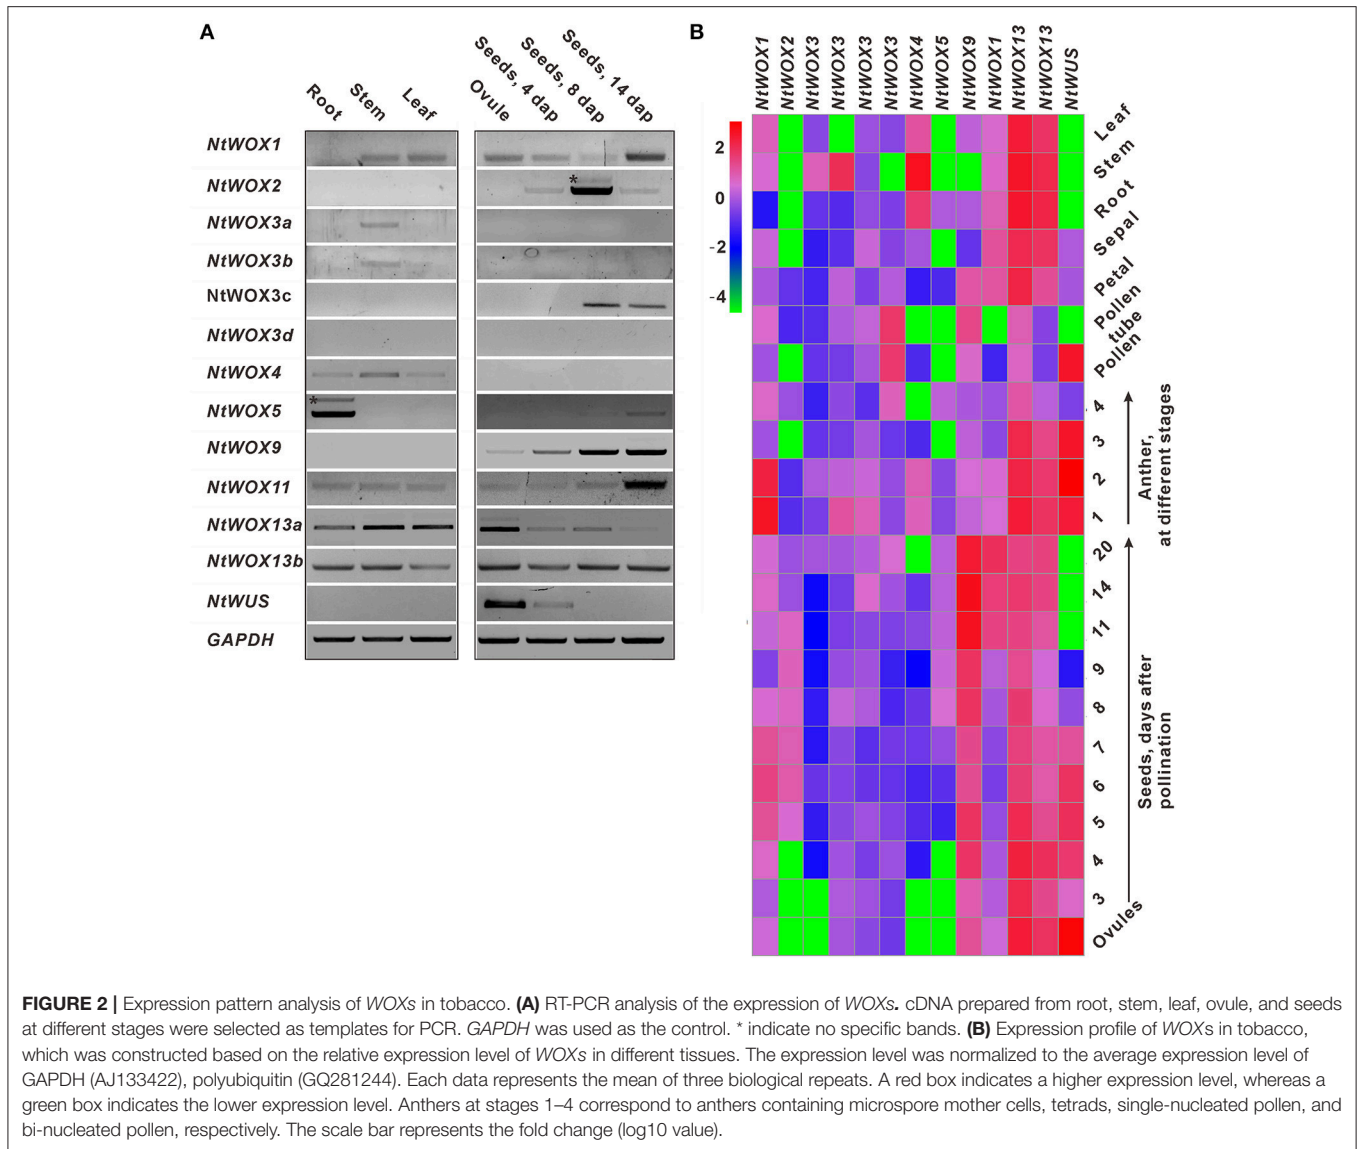 A
Root
Stem
Leaf
Ovule
Seeds, 4 dap
Seeds, 8 dap
Seeds, 14 dap
NtWOX1
NtWOX2
*
NtWOX3a
NtWOX3b
NtWOX3c
NtWOX3d
NtWOX4
NtWOX5
*
NtWOX9
NtWOX11
NtWOX13a
NtWOX13b
NtWUS
GAPDH
B
NtWOX1
NtWOX2
NtWOX3
NtWOX3
NtWOX3
NtWOX3
NtWOX4
NtWOX5
NtWOX9
NtWOX1
NtWOX13
NtWOX13
NtWUS
2
0
-2
-4
Leaf
Stem
Root
Sepal
Petal
Pollen
tube
Pollen
4
3
2
1
Anther,
at different stages
20
14
11
9
8
7
6
5
4
3
Ovules
Seeds, days after
pollination
FIGURE 2 | Expression pattern analysis of WOXs in tobacco. (A) RT-PCR analysis of the expression of WOXs. cDNA prepared from root, stem, leaf, ovule, and seeds
at different stages were selected as templates for PCR. GAPDH was used as the control. * indicate no specific bands. (B) Expression profile of WOXs in tobacco,
which was constructed based on the relative expression level of WOXs in different tissues. The expression level was normalized to the average expression level of
GAPDH (AJ133422), polyubiquitin (GQ281244). Each data represents the mean of three biological repeats. A red box indicates a higher expression level, whereas a
green box indicates the lower expression level. Anthers at stages 1–4 correspond to anthers containing microspore mother cells, tetrads, single-nucleated pollen, and
bi-nucleated pollen, respectively. The scale bar represents the fold change (log10 value).